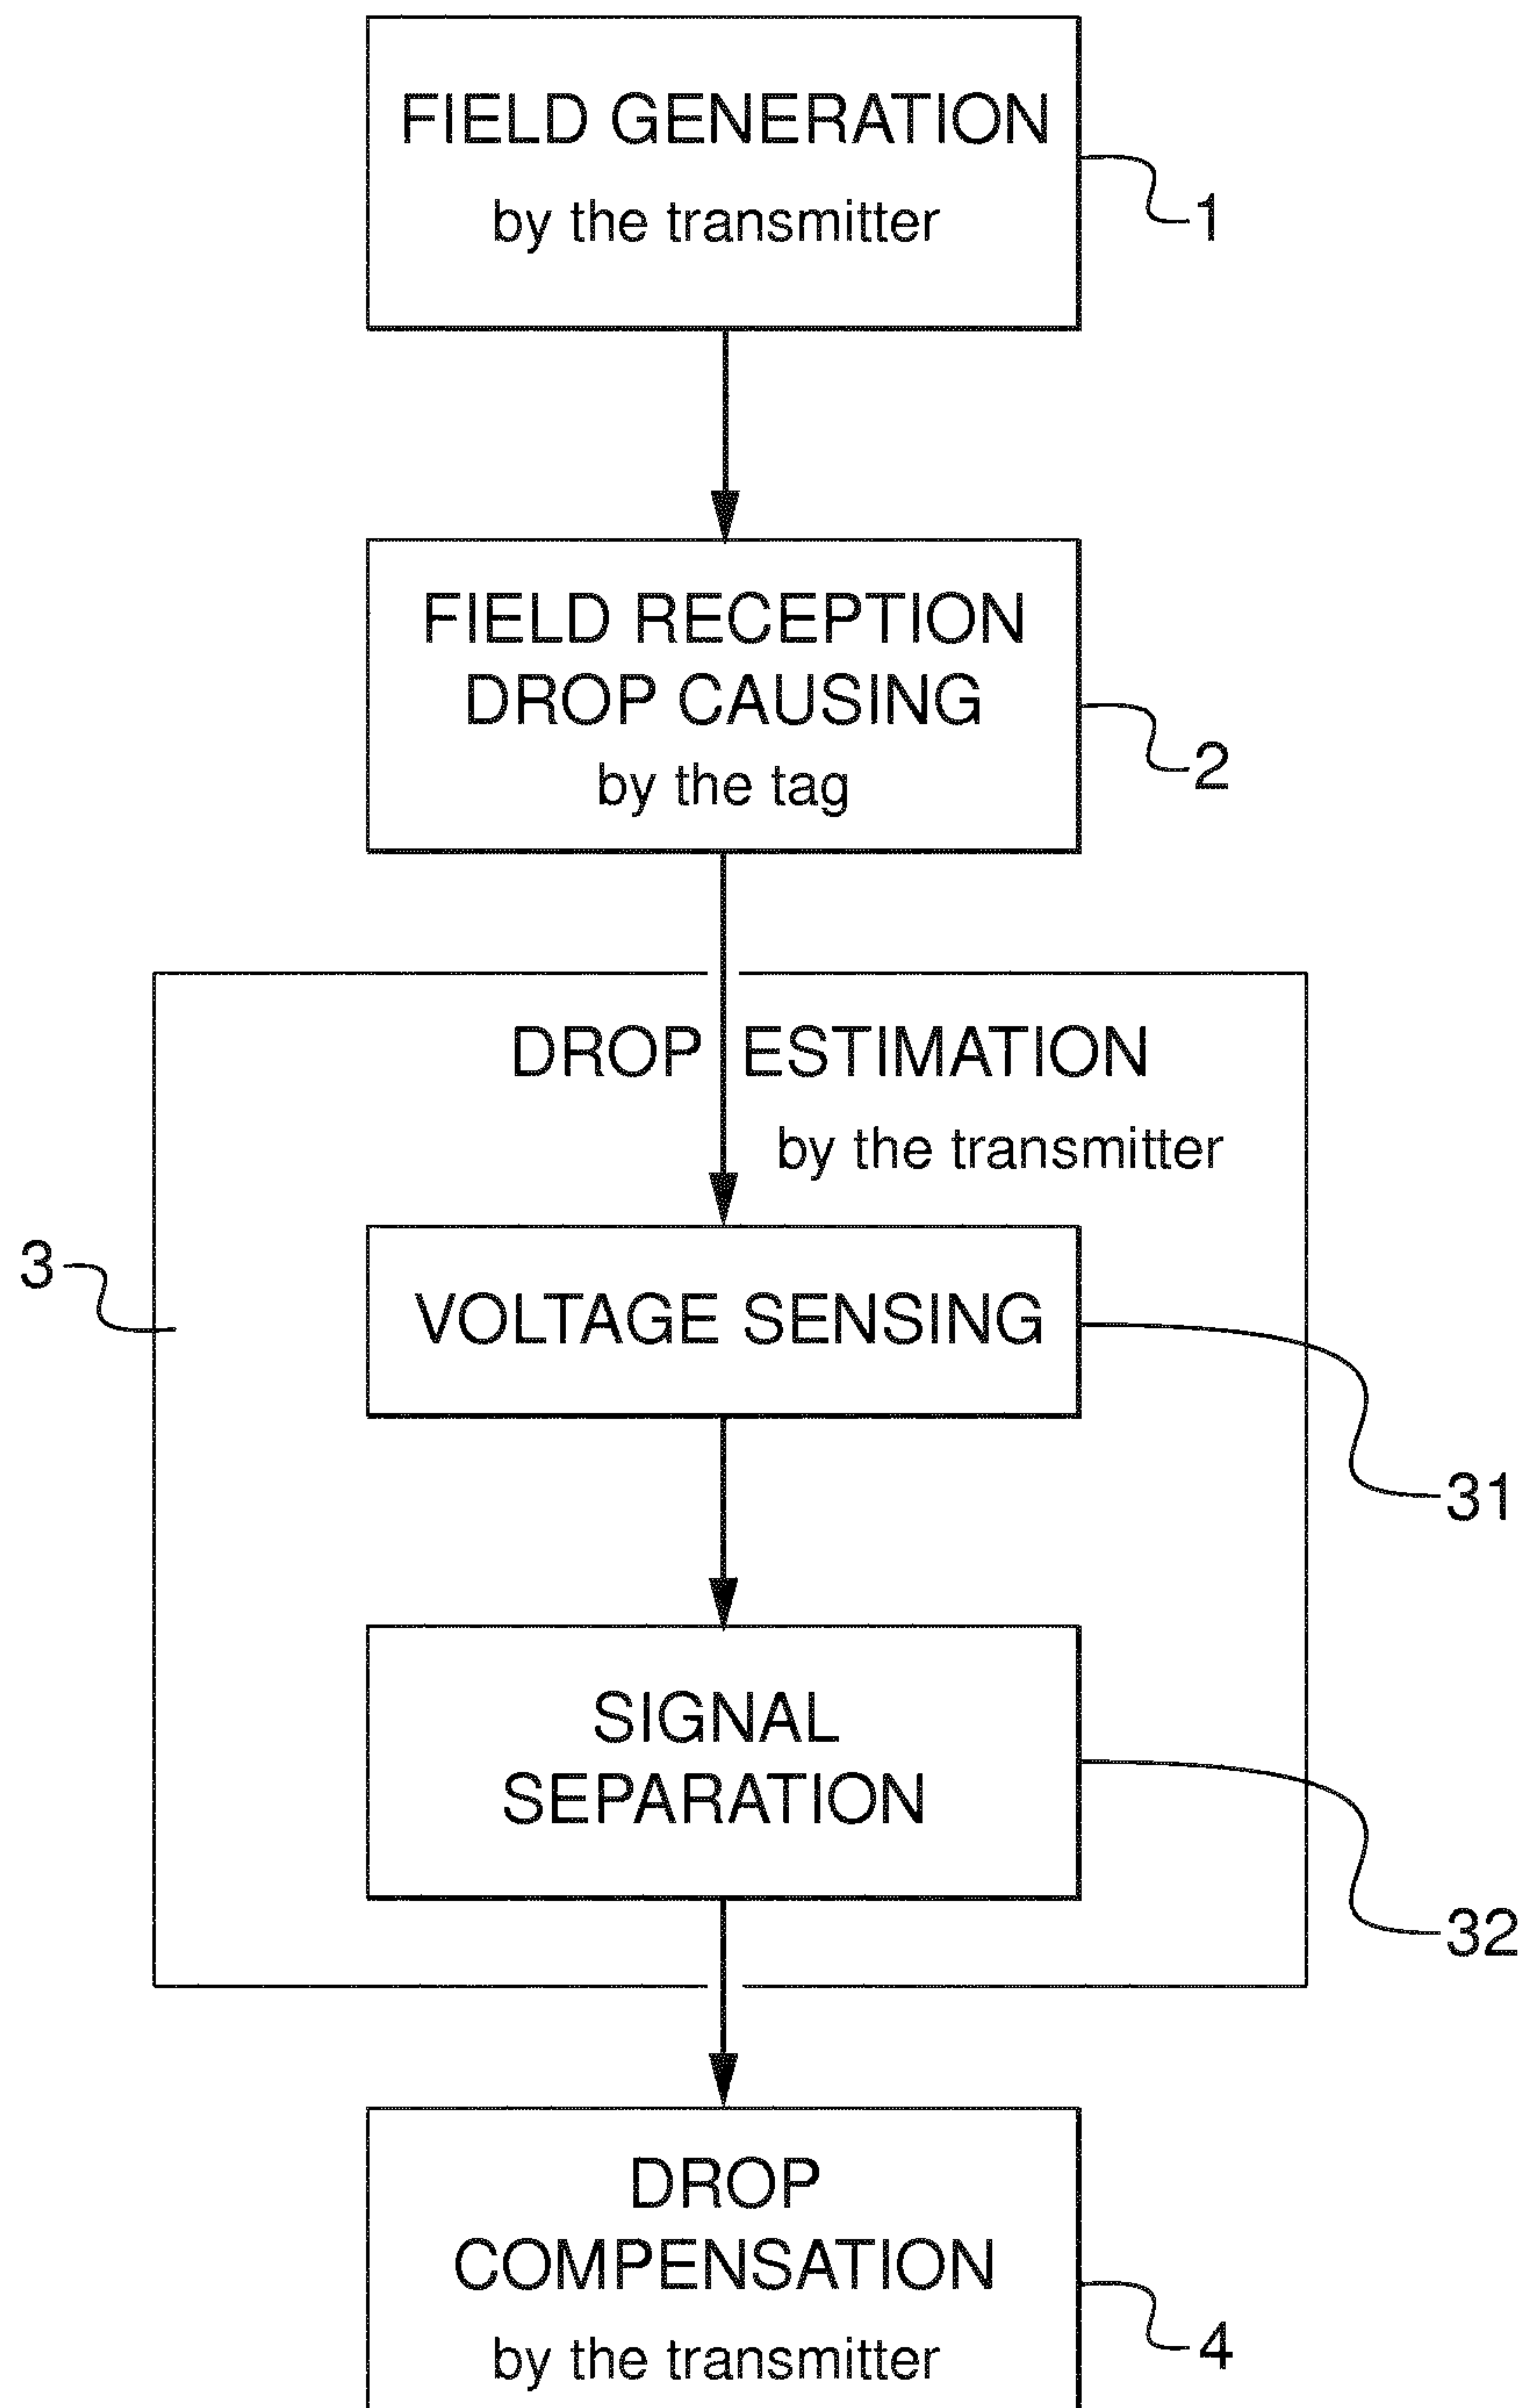 FIELD GENERATION
by the transmitter
1
FIELD RECEPTION
DROP CAUSING
by the tag
2
DROP ESTIMATION
by the transmitter
3
VOLTAGE SENSING
31
SIGNAL
SEPARATION
32
DROP
COMPENSATION
by the transmitter
4